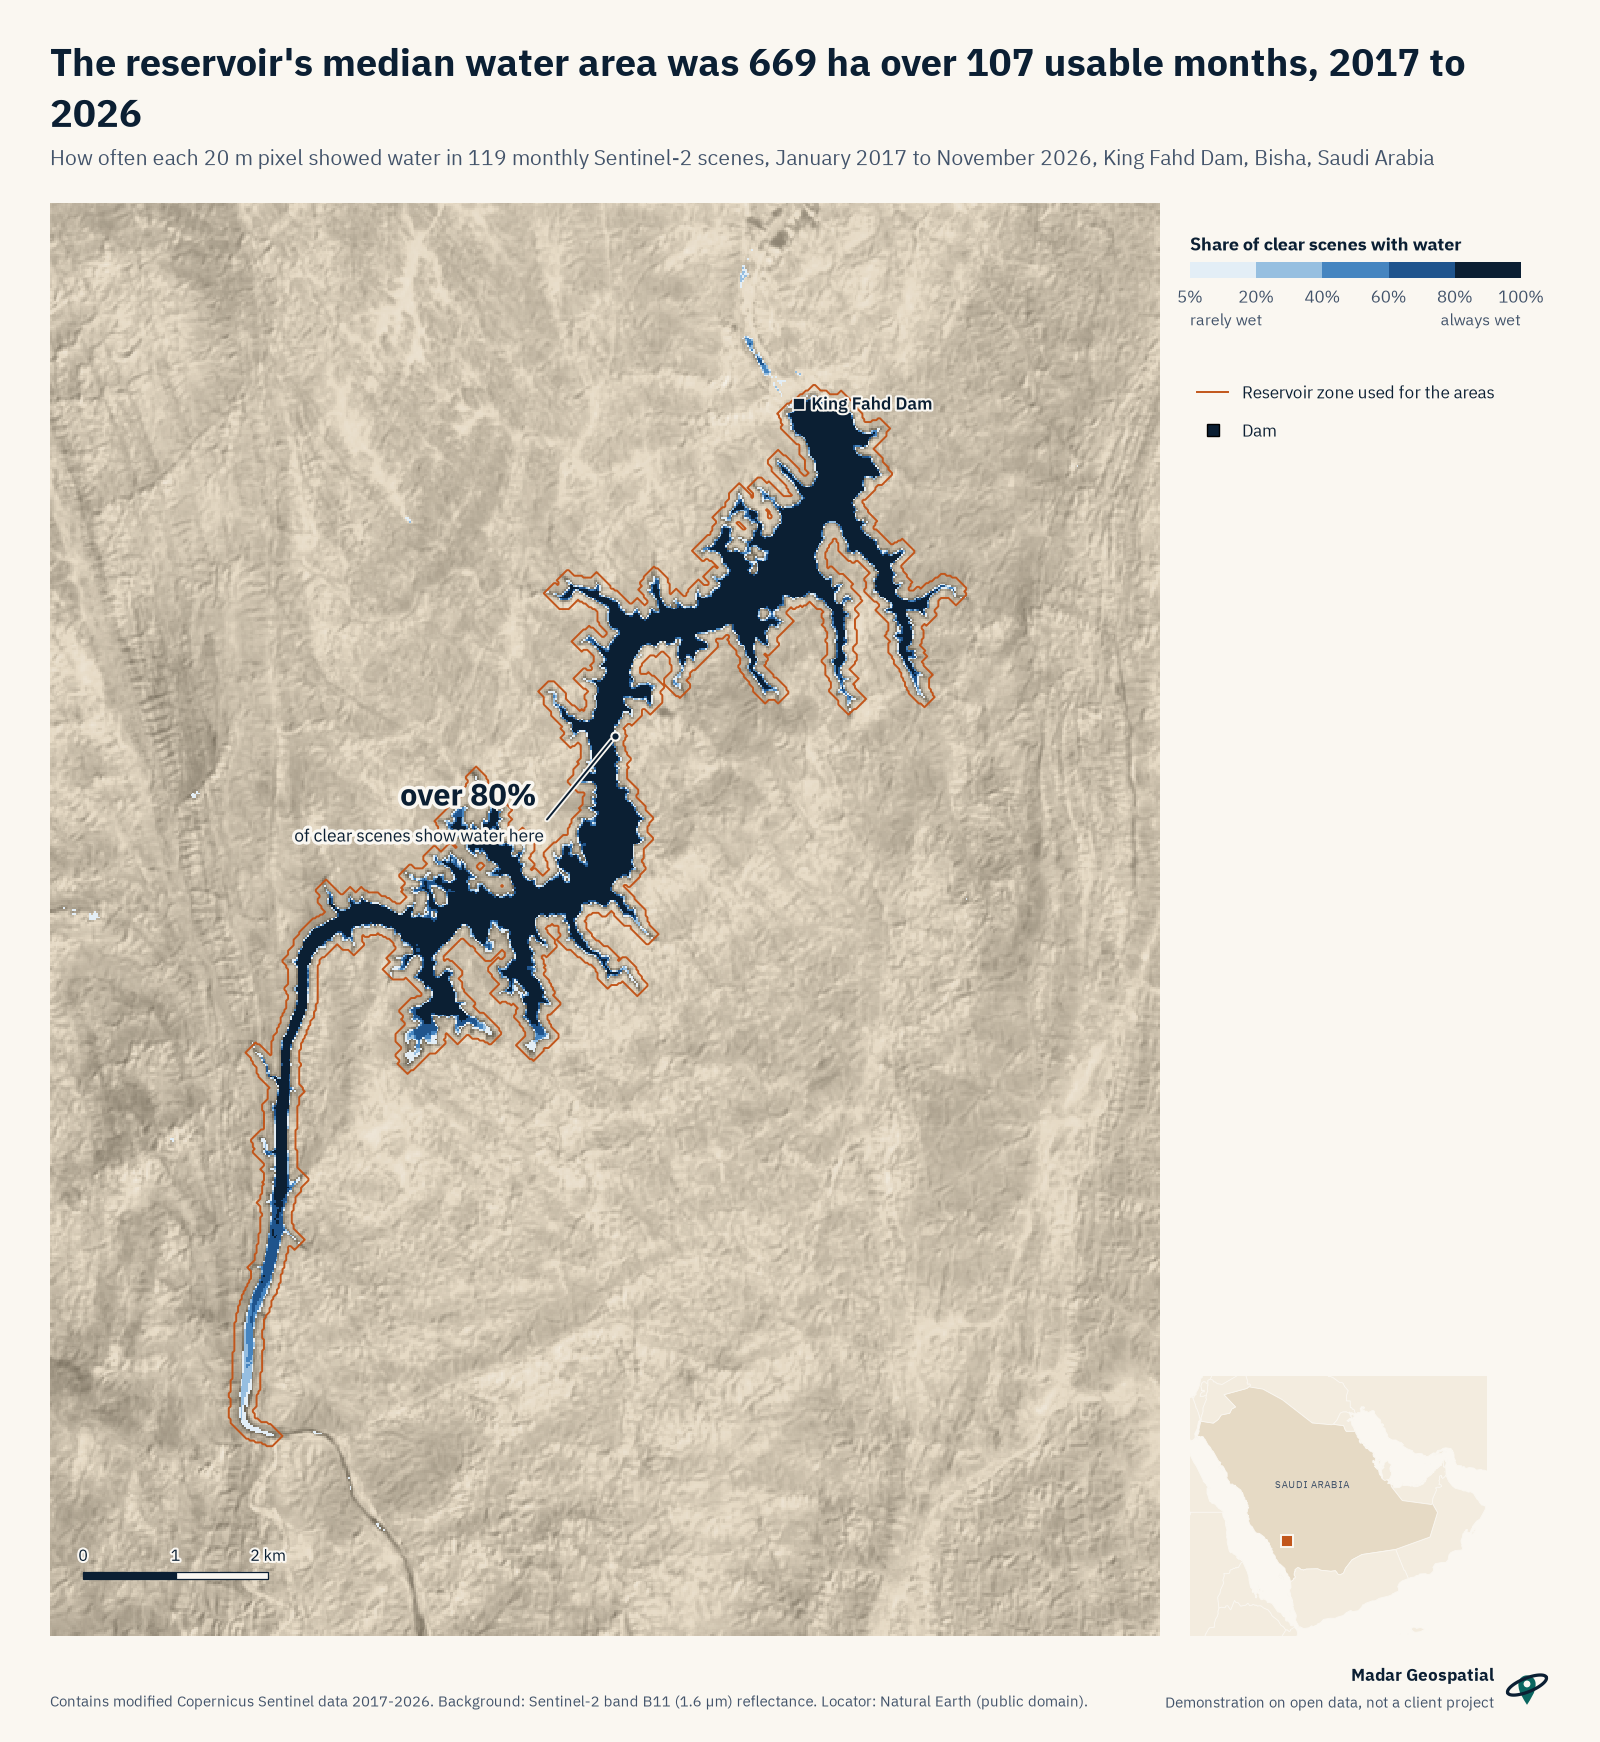 The reservoir's median water area was 669 ha over 107 usable months, 2017 to
2026
How often each 20 m pixel showed water in 119 monthly Sentinel-2 scenes, January 2017 to November 2026, King Fahd Dam, Bisha, Saudi Arabia
Share of clear scenes with water
5% 20% 40% 60% 80% 100%
rarely wet always wet
Reservoir zone used for the areas
Dam
King Fahd Dam
over 80%
of clear scenes show water here
SAUDI ARABIA
0 1 2 km
Madar Geospatial
Contains modified Copernicus Sentinel data 2017-2026. Background: Sentinel-2 band B11 (1.6 µm) reflectance. Locator: Natural Earth (public domain).
Demonstration on open data, not a client project